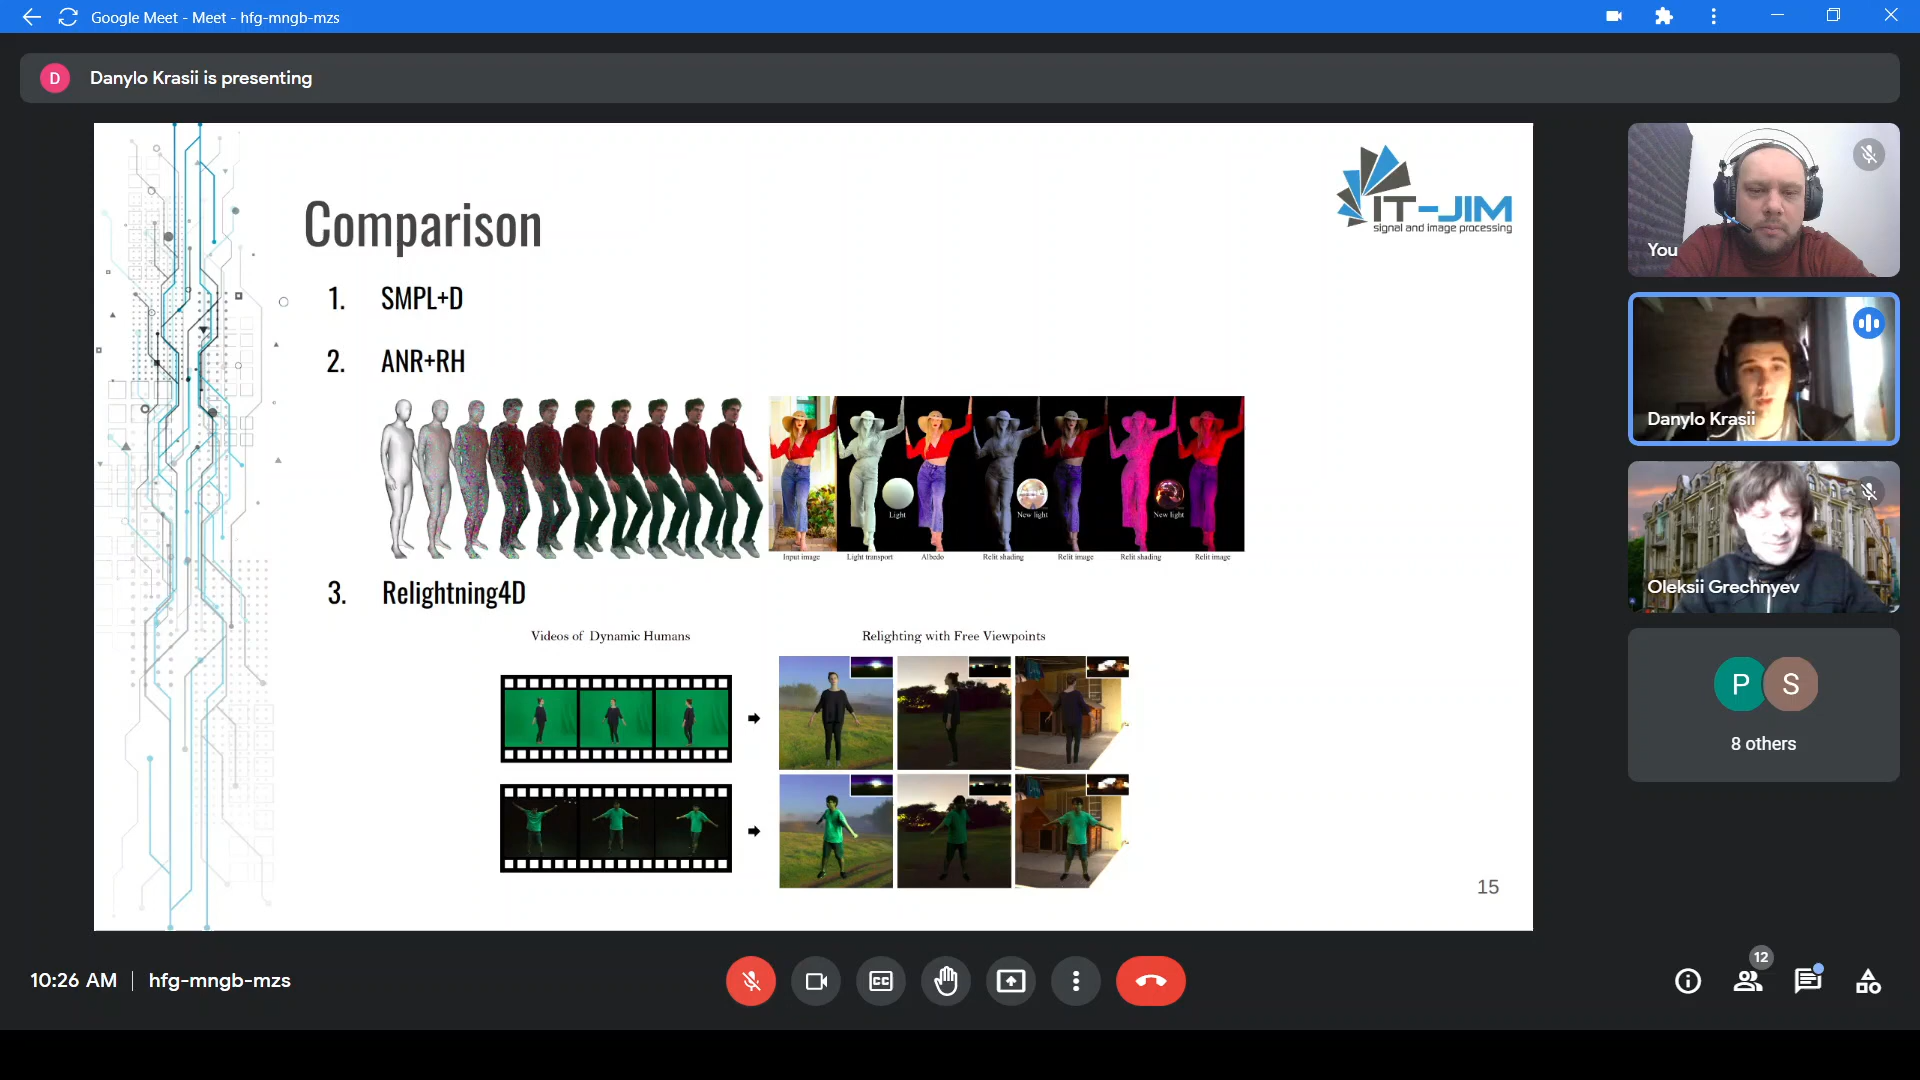 Google Meet - Meet - hfg-mngb-mzs
D Danylo Krasii is presenting
IT-JIM
signal and image processing
Comparison
1. SMPL+D
2. ANR+RH
Light
New light
New light
Input image
Light transport
Albedo
Relit shading
Relit image
Relit shading
Relit image
3. Relightning4D
Videos of Dynamic Humans
Relighting with Free Viewpoints
15
You
Danylo Krasii
Oleksii Grechnyev
P S
8 others
10:26 AM | hfg-mngb-mzs
CC
12